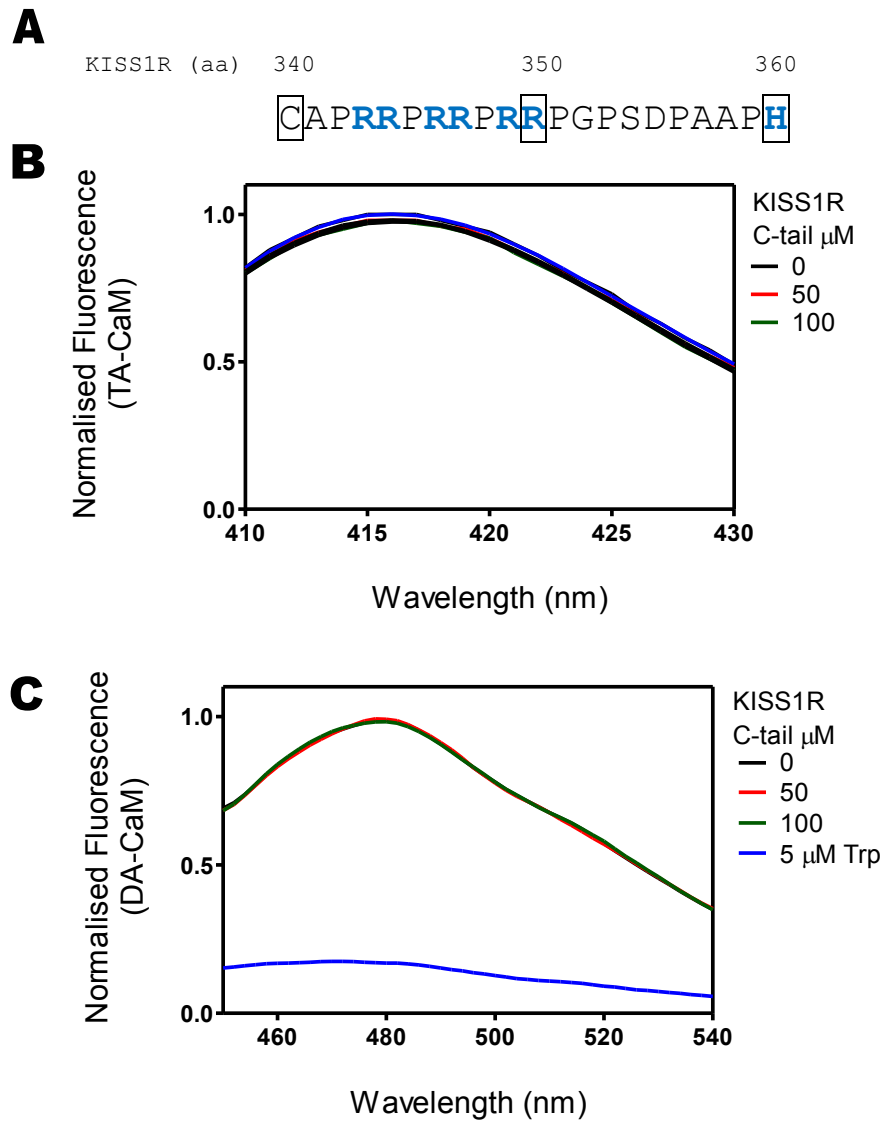 A
KISS1R (aa) 340 350 360
CAPRRPRRPRRPGPSDPAAPH
B
Normalised Fluorescence
(TA-CaM)
1.0
0.5
0.0
410 415 420 425 430
Wavelength (nm)
KISS1R
C-tail μM
0
50
100
C
Normalised Fluorescence
(DA-CaM)
1.0
0.5
0.0
460 480 500 520 540
Wavelength (nm)
KISS1R
C-tail μM
0
50
100
5 μM Trp